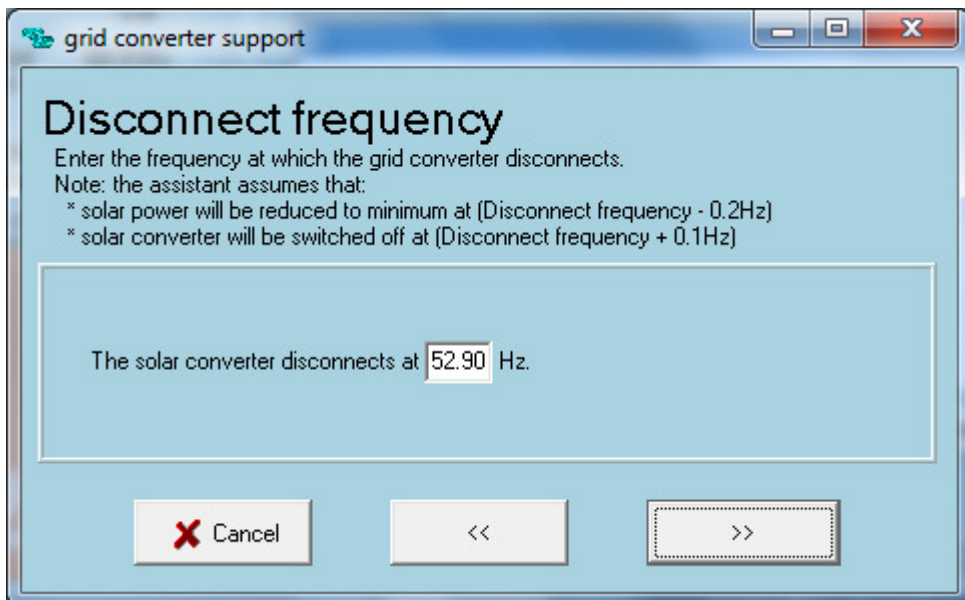 grid converter support
Disconnect frequency
Enter the frequency at which the grid converter disconnects.
Note: the assistant assumes that:
* solar power will be reduced to minimum at (Disconnect frequency - 0.2Hz)
* solar converter will be switched off at (Disconnect frequency + 0.1Hz)
The solar converter disconnects at 52.90 Hz.
Cancel << >>